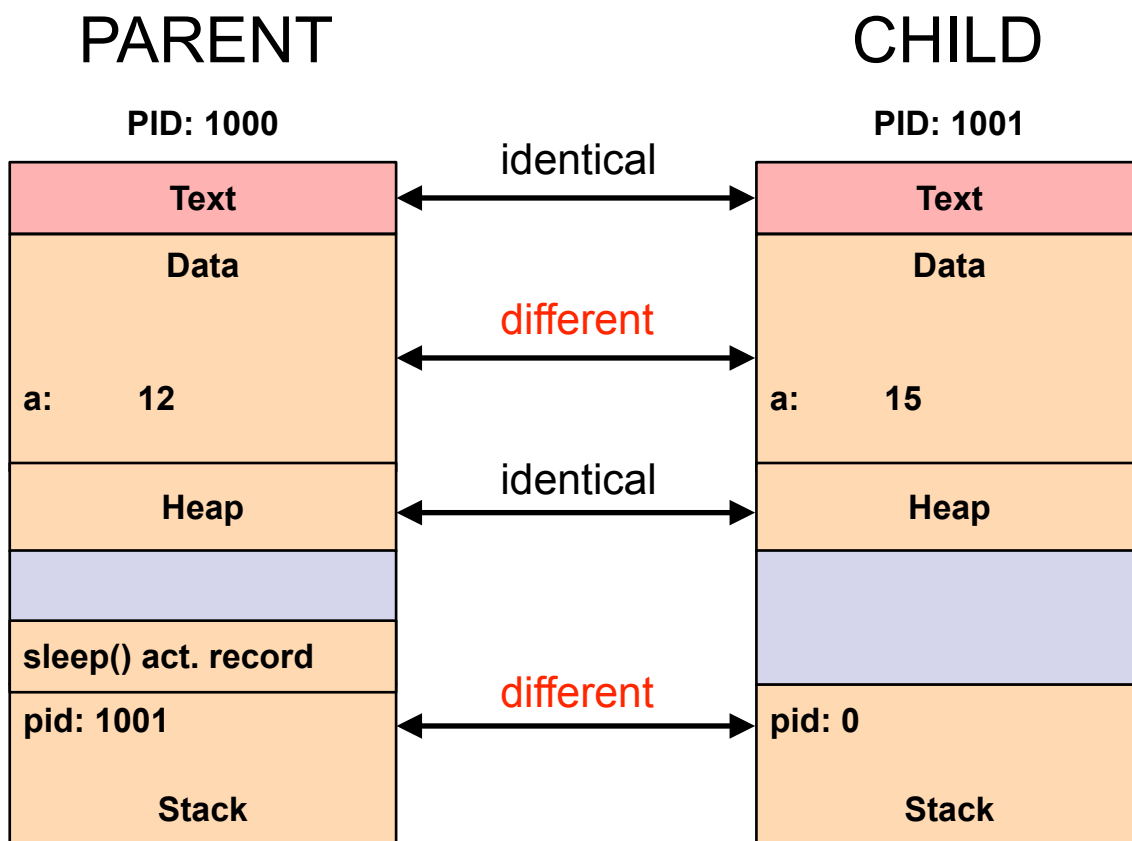 PARENT
CHILD
PID: 1000
PID: 1001
identical
Text
Text
Data
Data
different
a: 12
a: 15
identical
Heap
Heap
sleep() act. record
different
pid: 1001
pid: 0
Stack
Stack